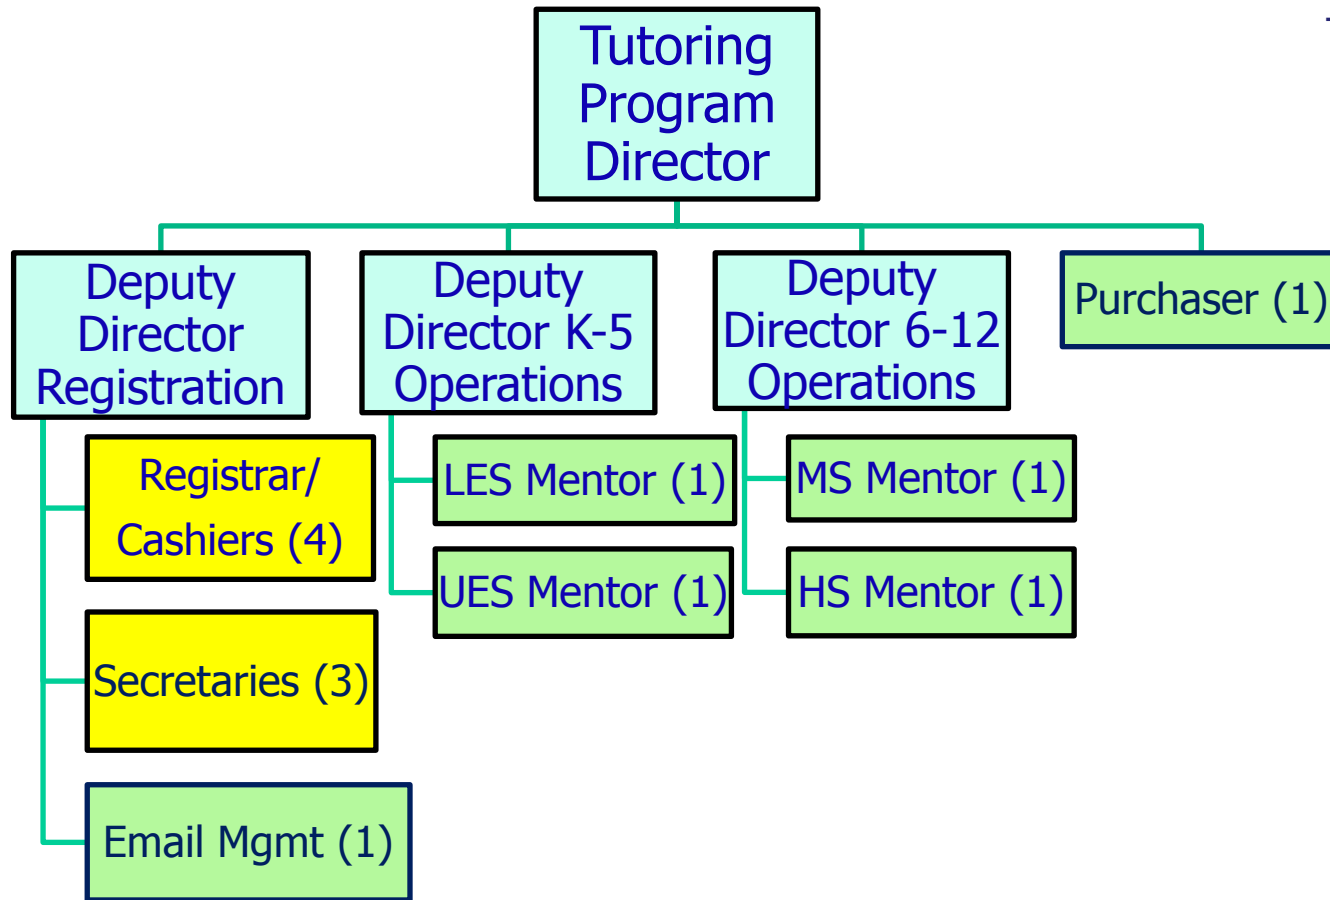 Tutoring
Program
Director
Deputy
Director
Registration
Deputy
Director K-5
Operations
Deputy
Director 6-12
Operations
Purchaser (1)
Registrar/
Cashiers (4)
LES Mentor (1)
MS Mentor (1)
UES Mentor (1)
HS Mentor (1)
Secretaries (3)
Email Mgmt (1)